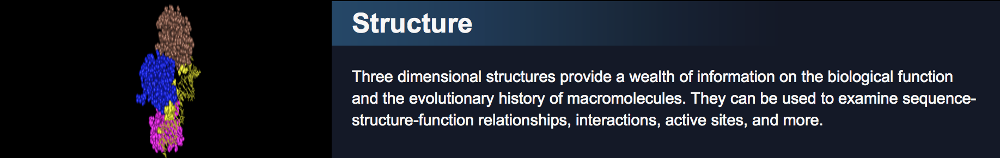 Structure
Three dimensional structures provide a wealth of information on the biological function
and the evolutionary history of macromolecules. They can be used to examine sequence-
structure-function relationships, interactions, active sites, and more.